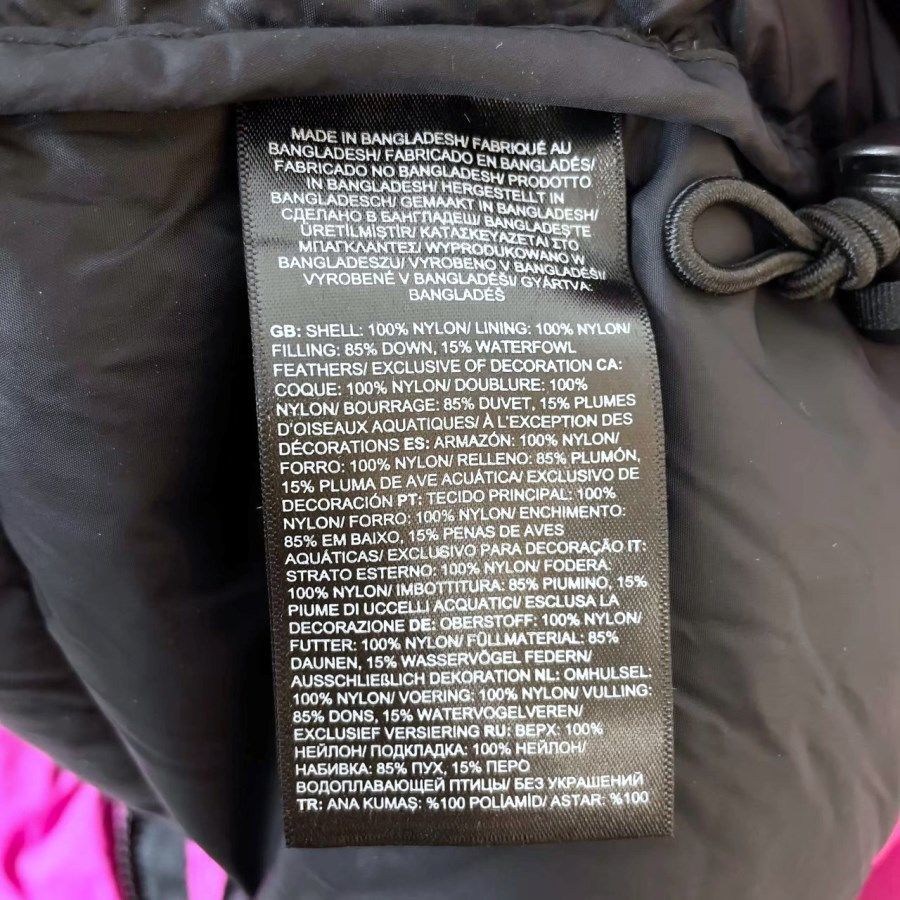 MADE IN BANGLADESH/ FABRIQUÉ AU
BANGLADESH/ FABRICADO EN BANGLADÉS/
FABRICADO NO BANGLADESH/ PRODOTTO
IN BANGLADESH/ HERGESTELLT IN
BANGLADESCH/ GEMAAKT IN BANGLADESH/
СДЕЛАНО В БАНГЛАДЕШ/ BANGLADEŞ'TE
ÜRETİLMİŞTİR/ ΚΑΤΑΣΚΕΥΑΖΕΤΑΙ ΣΤΟ
ΜΠΑΓΚΛΑΝΤΕΣ/ WYPRODUKOWANO W
BANGLADESZU/ VYROBENO V BANGLADÉŠI/
VYROBENÉ V BANGLADÉŠI/ GYÁRTVA:
BANGLADÉS
GB: SHELL: 100% NYLON/ LINING: 100% NYLON/
FILLING: 85% DOWN, 15% WATERFOWL
FEATHERS/ EXCLUSIVE OF DECORATION CA:
COQUE: 100% NYLON/ DOUBLURE: 100%
NYLON/ BOURRAGE: 85% DUVET, 15% PLUMES
D'OISEAUX AQUATIQUES/ À L'EXCEPTION DES
DÉCORATIONS ES: ARMAZÓN: 100% NYLON/
FORRO: 100% NYLON/ RELLENO: 85% PLUMÓN,
15% PLUMA DE AVE ACUÁTICA/ EXCLUSIVO DE
DECORACIÓN PT: TECIDO PRINCIPAL: 100%
NYLON/ FORRO: 100% NYLON/ ENCHIMENTO:
85% EM BAIXO, 15% PENAS DE AVES
AQUÁTICAS/ EXCLUSIVO PARA DECORAÇÃO IT:
STRATO ESTERNO: 100% NYLON/ FODERA:
100% NYLON/ IMBOTTITURA: 85% PIUMINO, 15%
PIUME DI UCCELLI ACQUATICI/ ESCLUSA LA
DECORAZIONE DE: OBERSTOFF: 100% NYLON/
FUTTER: 100% NYLON/ FÜLLMATERIAL: 85%
DAUNEN, 15% WASSERVÖGEL FEDERN/
AUSSCHLIEßLICH DEKORATION NL: OMHULSEL:
100% NYLON/ VOERING: 100% NYLON/ VULLING:
85% DONS, 15% WATERVOGELVEREN/
EXCLUSIEF VERSIERING RU: ВЕРХ: 100%
НЕЙЛОН/ ПОДКЛАДКА: 100% НЕЙЛОН/
НАБИВКА: 85% ПУХ, 15% ПЕРО
ВОДОПЛАВАЮЩЕЙ ПТИЦЫ/ БЕЗ УКРАШЕНИЙ
TR: ANA KUMAŞ: %100 POLİAMİD/ ASTAR: %100